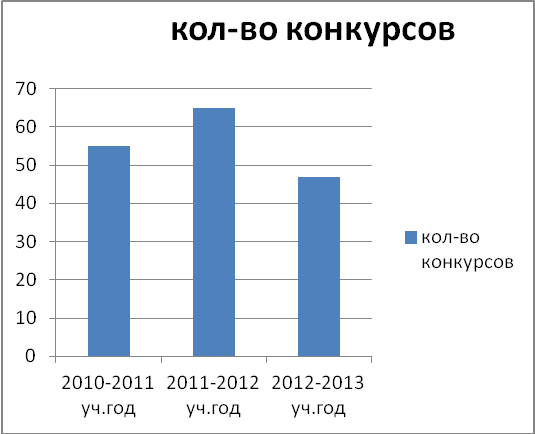 кол-во конкурсов
70
60
50
40
30
20
10
0
2010-2011
уч.год
2011-2012
уч.год
2012-2013
уч.год
кол-во
конкурсов